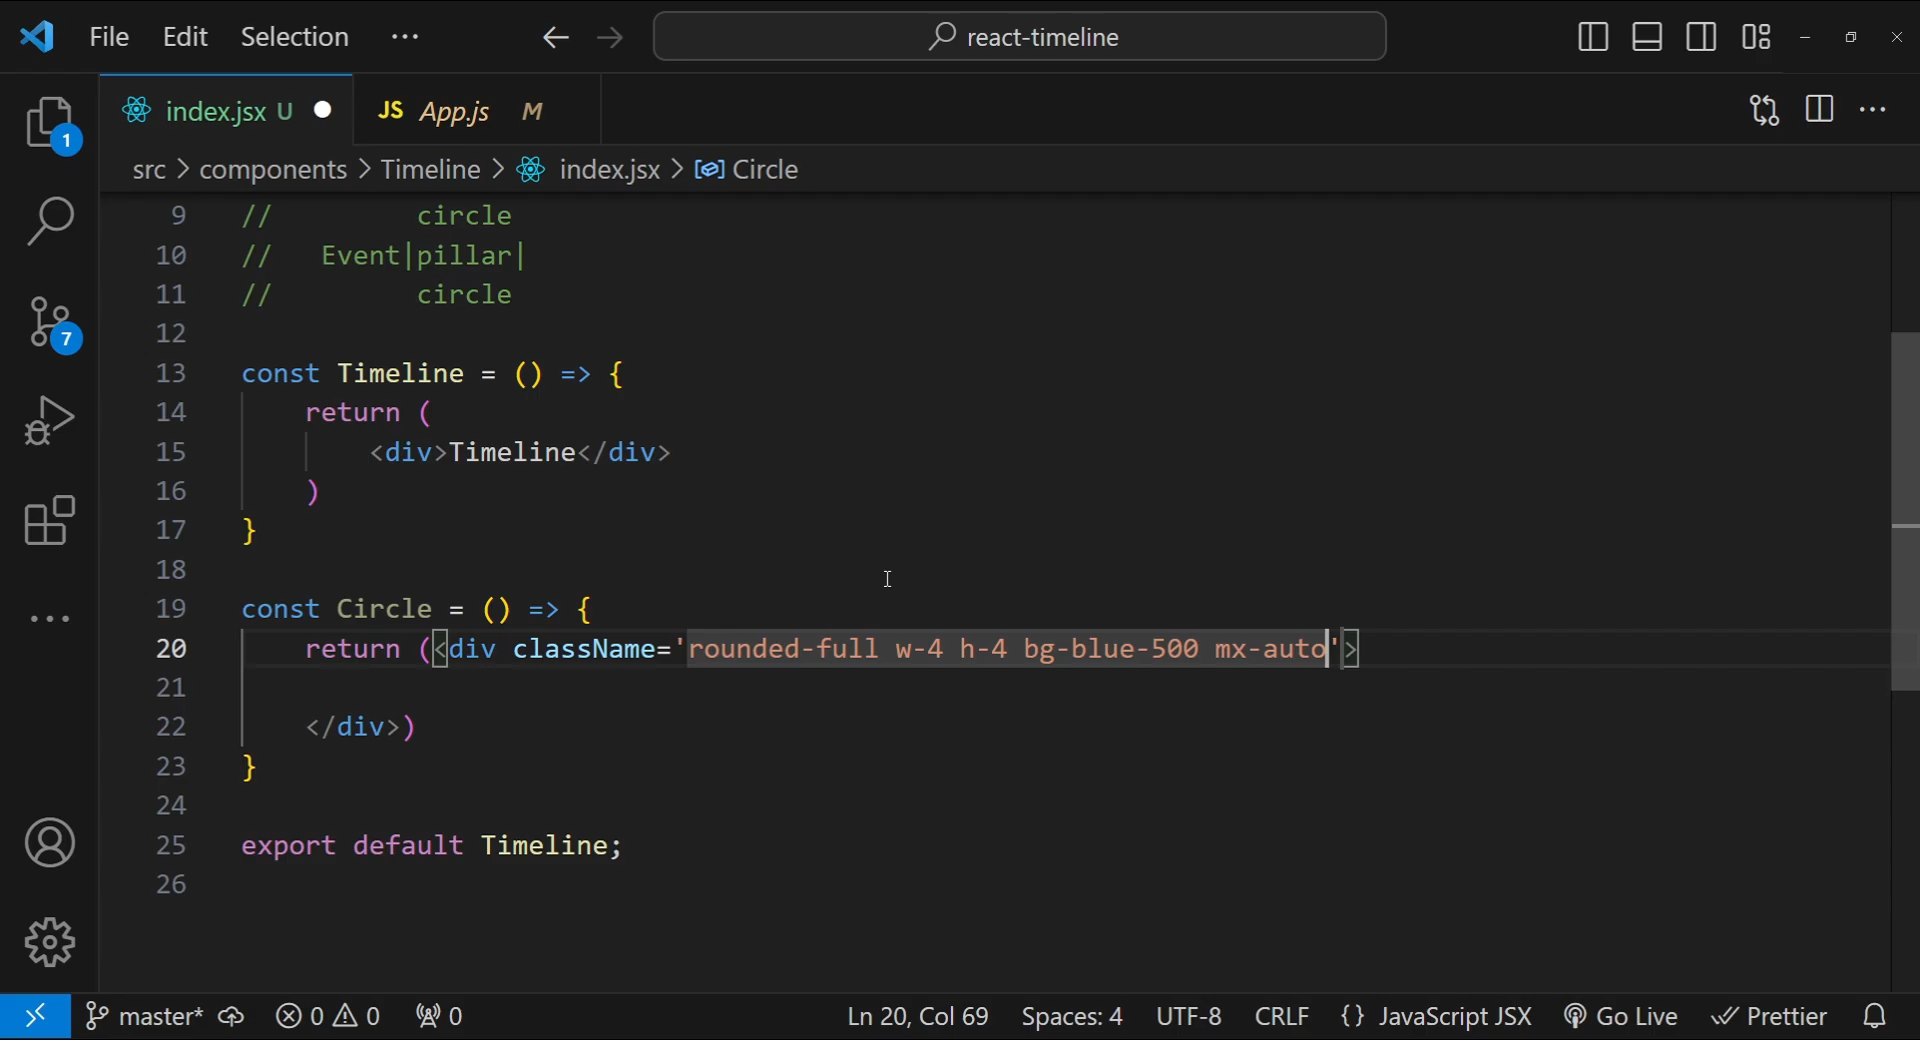 File Edit Selection ··· react-timeline
index.jsx U JS App.js M
src > components > Timeline > index.jsx > Circle
1
7
9 // circle
10 // Event|pillar|
11 // circle
12
13 const Timeline = () => {
14 return (
15 <div>Timeline</div>
16 )
17 }
18
19 const Circle = () => {
20 return (<div className='rounded-full w-4 h-4 bg-blue-500 mx-auto'>
21
22 </div>)
23 }
24
25 export default Timeline;
26
master* 0 0 0 Ln 20, Col 69 Spaces: 4 UTF-8 CRLF {} JavaScript JSX Go Live Prettier